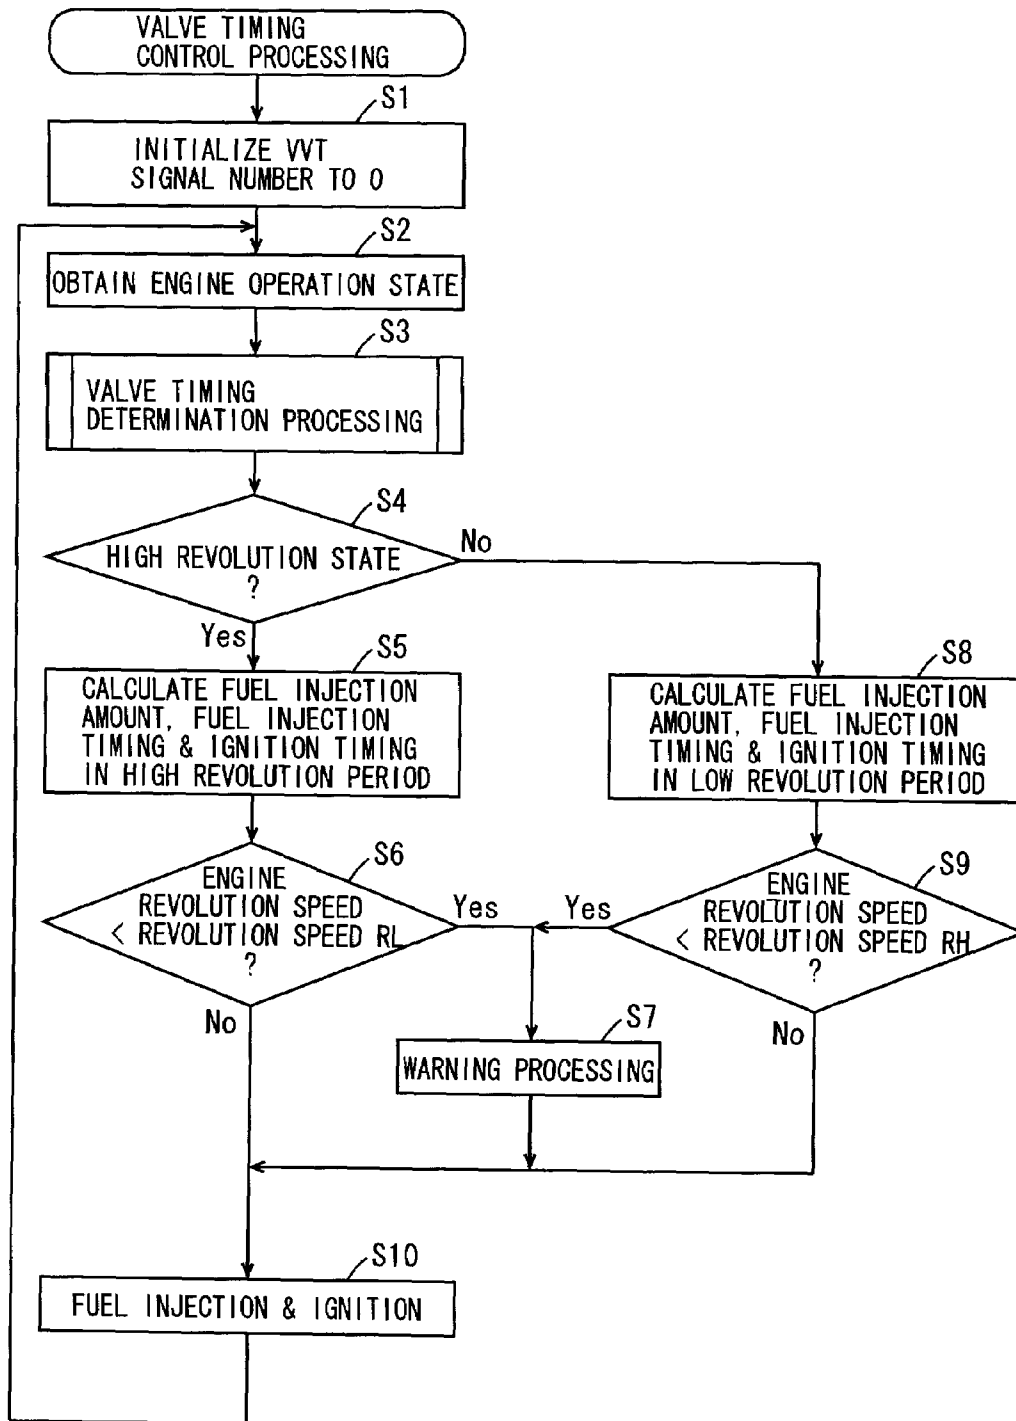 VALVE TIMING
CONTROL PROCESSING
S1
INITIALIZE VVT
SIGNAL NUMBER TO 0
S2
OBTAIN ENGINE OPERATION STATE
S3
VALVE TIMING
DETERMINATION PROCESSING
S4
HIGH REVOLUTION STATE
?
No
Yes
S5
CALCULATE FUEL INJECTION
AMOUNT, FUEL INJECTION
TIMING & IGNITION TIMING
IN HIGH REVOLUTION PERIOD
S8
CALCULATE FUEL INJECTION
AMOUNT, FUEL INJECTION
TIMING & IGNITION TIMING
IN LOW REVOLUTION PERIOD
S6
ENGINE
REVOLUTION SPEED
< REVOLUTION SPEED RL
?
Yes
No
S9
ENGINE
REVOLUTION SPEED
< REVOLUTION SPEED RH
?
Yes
No
S7
WARNING PROCESSING
S10
FUEL INJECTION & IGNITION